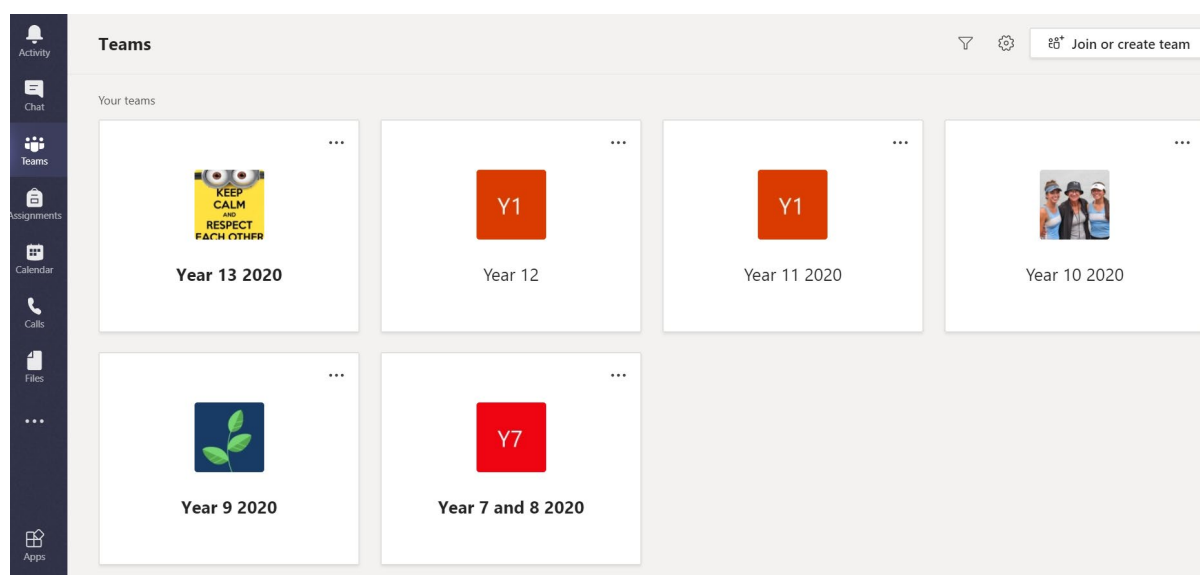 Activity
Chat
Teams
Assignments
Calendar
Calls
Files
Apps
Teams
Join or create team
Your teams
KEEP
CALM
AND
RESPECT
EACH OTHER
Year 13 2020
Y1
Year 12
Y1
Year 11 2020
Year 10 2020
Year 9 2020
Y7
Year 7 and 8 2020